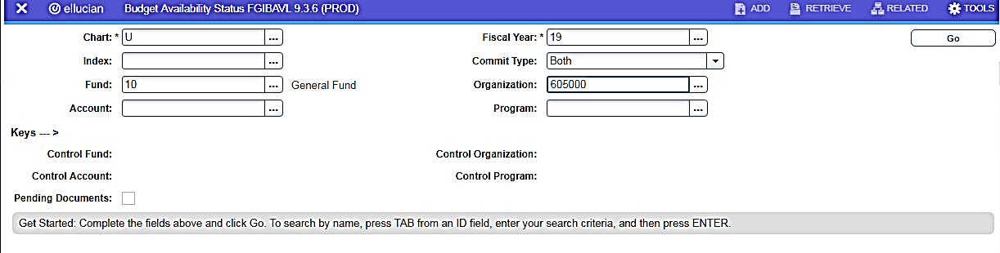 ellucian Budget Availability Status FGIBAVL 9.3.6 (PROD) ADD RETRIEVE RELATED TOOLS
Chart: * U ... Fiscal Year: * 19 ... Go
Index: ... Commit Type: Both
Fund: 10 ... General Fund Organization: 605000 ...
Account: ... Program: ...
Keys --- >
Control Fund: Control Organization:
Control Account: Control Program:
Pending Documents:
Get Started: Complete the fields above and click Go. To search by name, press TAB from an ID field, enter your search criteria, and then press ENTER.